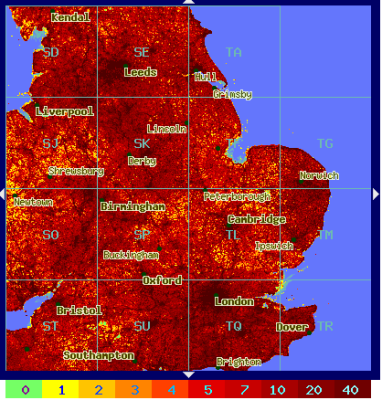 Kendal
SD
SE
TA
Leeds
Hull
Grimsby
Liverpool
Lincoln
SJ
SK
TG
Derby
Shrewsbury
Norwich
Newtown
Birmingham
Peterborough
Cambridge
SO
SP
TL
Ipswich
TM
Buckingham
Oxford
London
Bristol
ST
SU
TQ
Dover
TR
Southampton
Brighton
0 1 2 3 4 5 7 10 20 40